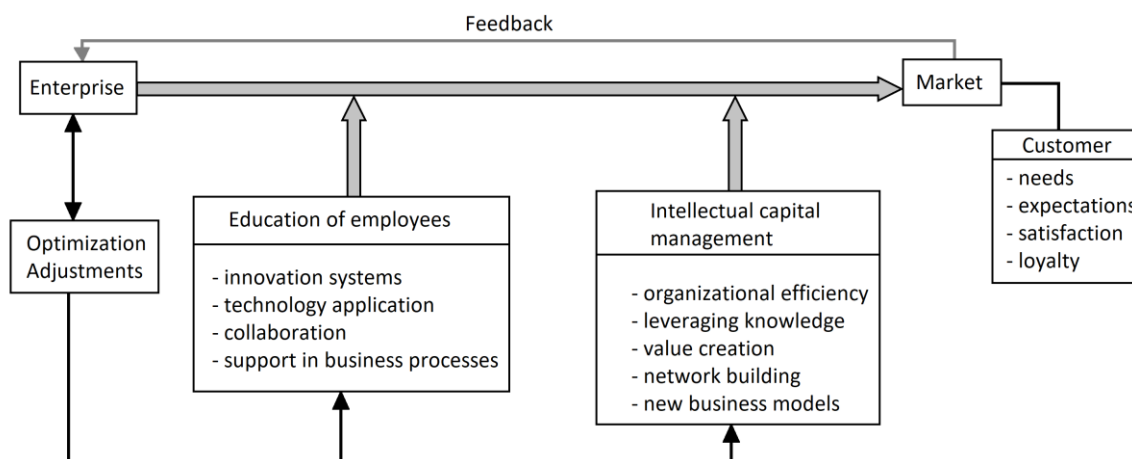 Feedback
Enterprise
Market
Customer
- needs
- expectations
- satisfaction
- loyalty
Optimization
Adjustments
Education of employees
- innovation systems
- technology application
- collaboration
- support in business processes
Intellectual capital
management
- organizational efficiency
- leveraging knowledge
- value creation
- network building
- new business models